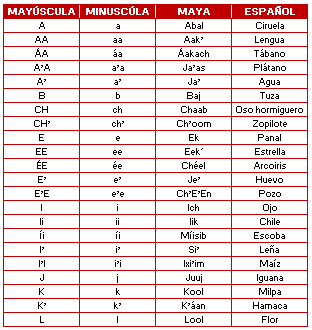 MAYÚSCULA MINUSCÚLA MAYA ESPAÑOL
A a Abal Ciruela
AA aa Aak’ Lengua
ÁA áa Áakach Tábano
A’A a’a Ja’as Plátano
A’ a’ Ja’ Agua
B b Baj Tuza
CH ch Chaab Oso hormiguero
CH’ ch’ Ch’oom Zopilote
E e Ek Panal
EE ee Eek´ Estrella
ÉE ée Chéel Arcoiris
E’ e’ Je’ Huevo
E’E e’e Ch’E’En Pozo
I i Ich Ojo
Ii ii Iik Chile
Íi íi Míisib Escoba
I’ i’ Si’ Leña
I’I i’i Ixi’im Maíz
J j Juuj Iguana
K k Kool Milpa
K’ k’ K’áan Hamaca
L l Lool Flor